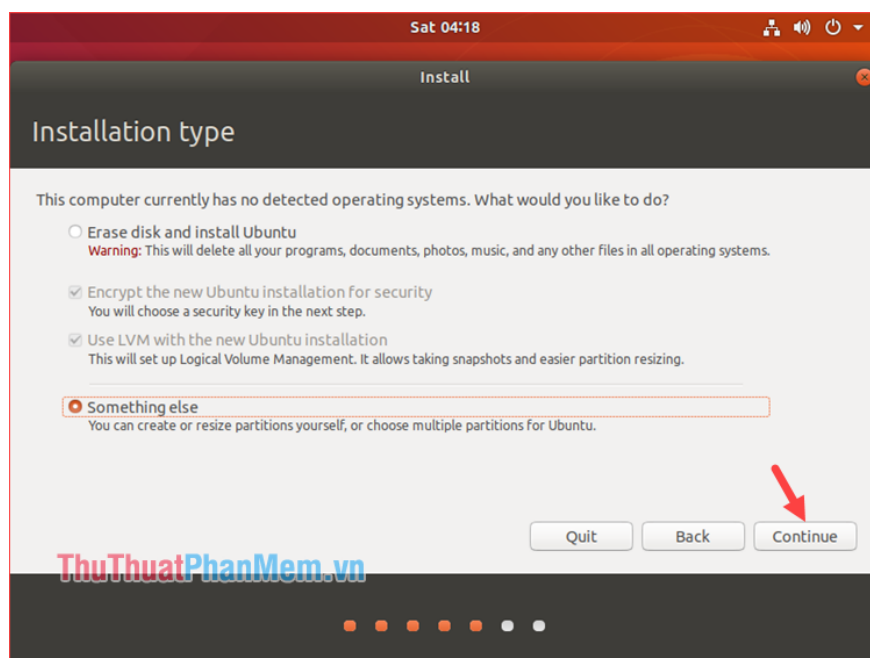 Sat 04:18
Install
Installation type
This computer currently has no detected operating systems. What would you like to do?
Erase disk and install Ubuntu
Warning: This will delete all your programs, documents, photos, music, and any other files in all operating systems.
Encrypt the new Ubuntu installation for security
You will choose a security key in the next step.
Use LVM with the new Ubuntu installation
This will set up Logical Volume Management. It allows taking snapshots and easier partition resizing.
Something else
You can create or resize partitions yourself, or choose multiple partitions for Ubuntu.
Quit Back Continue
ThuThuatPhanMem.vn